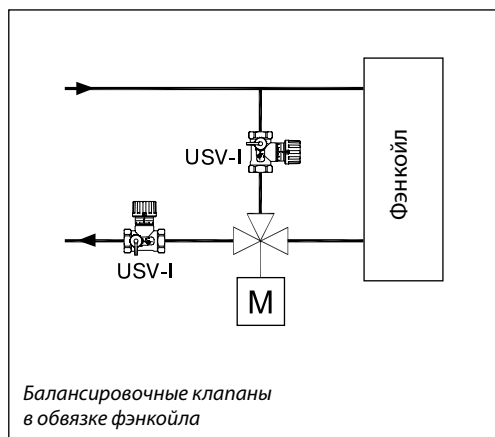 USV-I
Фэнкойл
USV-I
M
Балансировочные клапаны
в обвязке фэнкойла